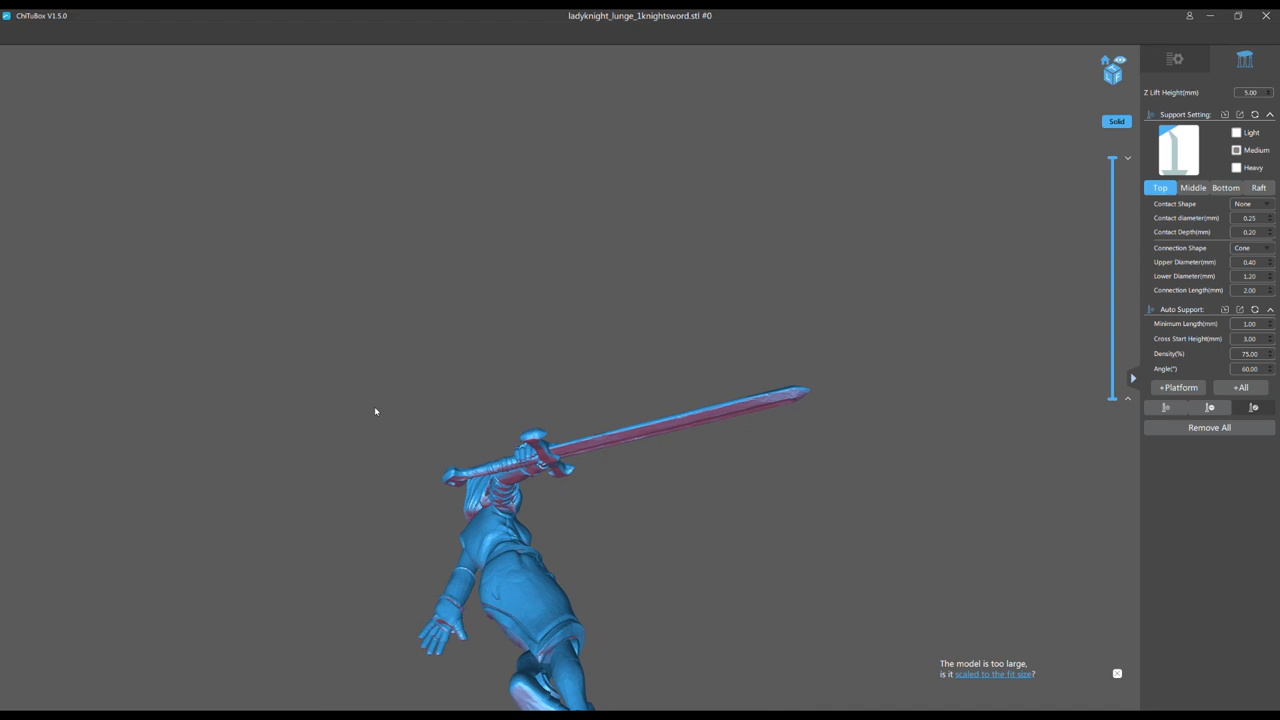 ChiTuBox V1.5.0
ladyknight_lunge_1knightsword.stl #0
Z Lift Height(mm) 5.00
Support Setting:
Light
Medium
Heavy
Top Middle Bottom Raft
Contact Shape None
Contact diameter(mm) 0.25
Contact Depth(mm) 0.20
Connection Shape Cone
Upper Diameter(mm) 0.40
Lower Diameter(mm) 1.20
Connection Length(mm) 2.00
Auto Support:
Minimum Length(mm) 1.00
Cross Start Height(mm) 3.00
Density(%) 75.00
Angle(°) 60.00
+Platform +All
Remove All
Solid
The model is too large,
is it scaled to the fit size?